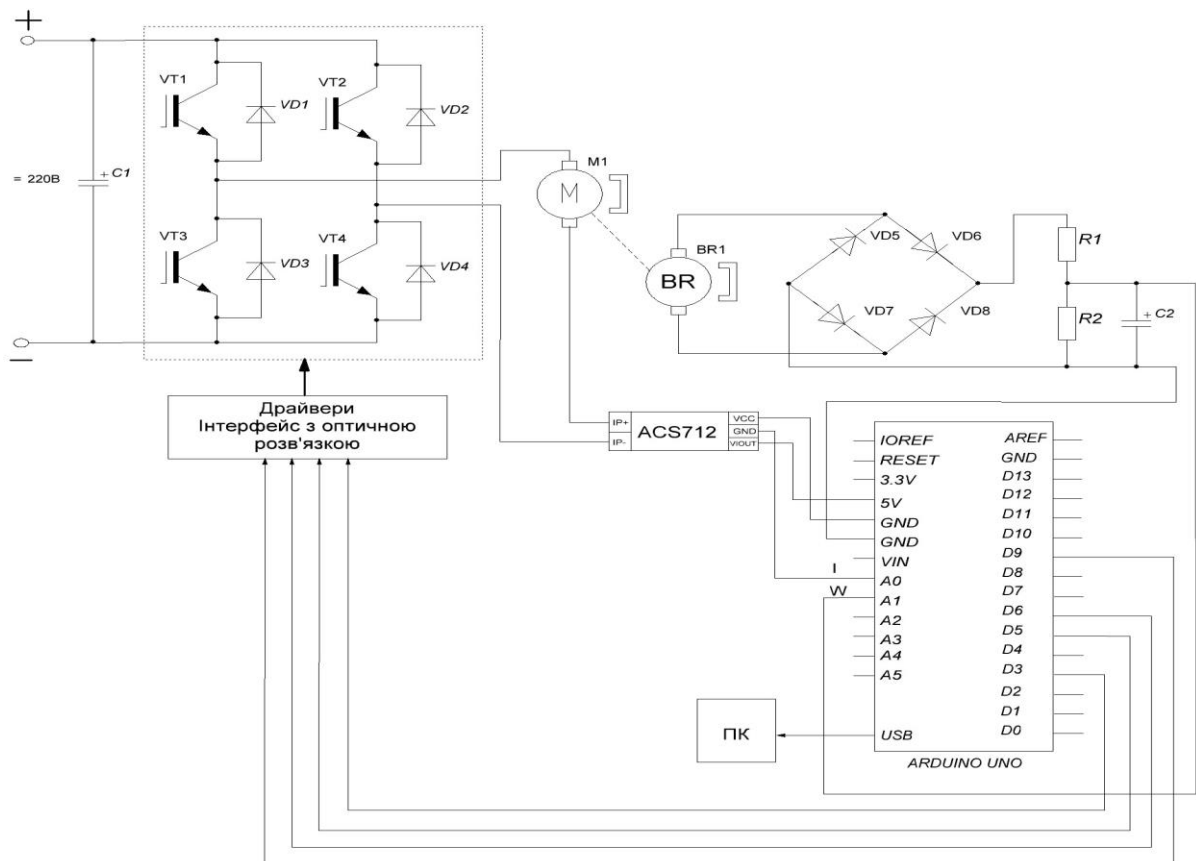 +
VT1
VD1
VT2
VD2
= 220В
+ C1
VT3
VD3
VT4
VD4
–
M1
M
BR1
BR
VD5
VD6
VD7
VD8
R1
R2
+ C2
Драйвери
Інтерфейс з оптичною
розв'язкою
IP+
IP-
ACS712
VCC
GND
VIOUT
IOREF
RESET
3.3V
5V
GND
GND
VIN
I
A0
W
A1
A2
A3
A4
A5
USB
AREF
GND
D13
D12
D11
D10
D9
D8
D7
D6
D5
D4
D3
D2
D1
D0
ПК
ARDUINO UNO